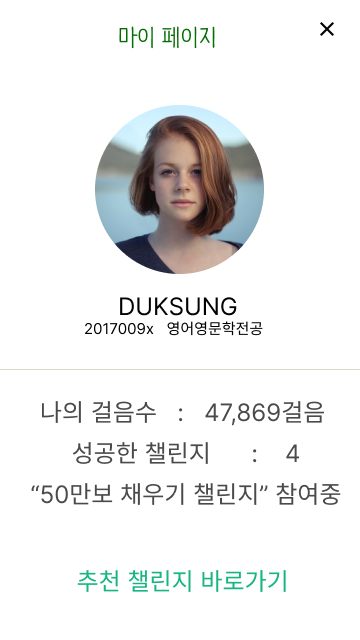 마이 페이지
DUKSUNG
2017009x 영어영문학전공
나의 걸음수 : 47,869걸음
성공한 챌린지 : 4
“50만보 채우기 챌린지” 참여중
추천 챌린지 바로가기